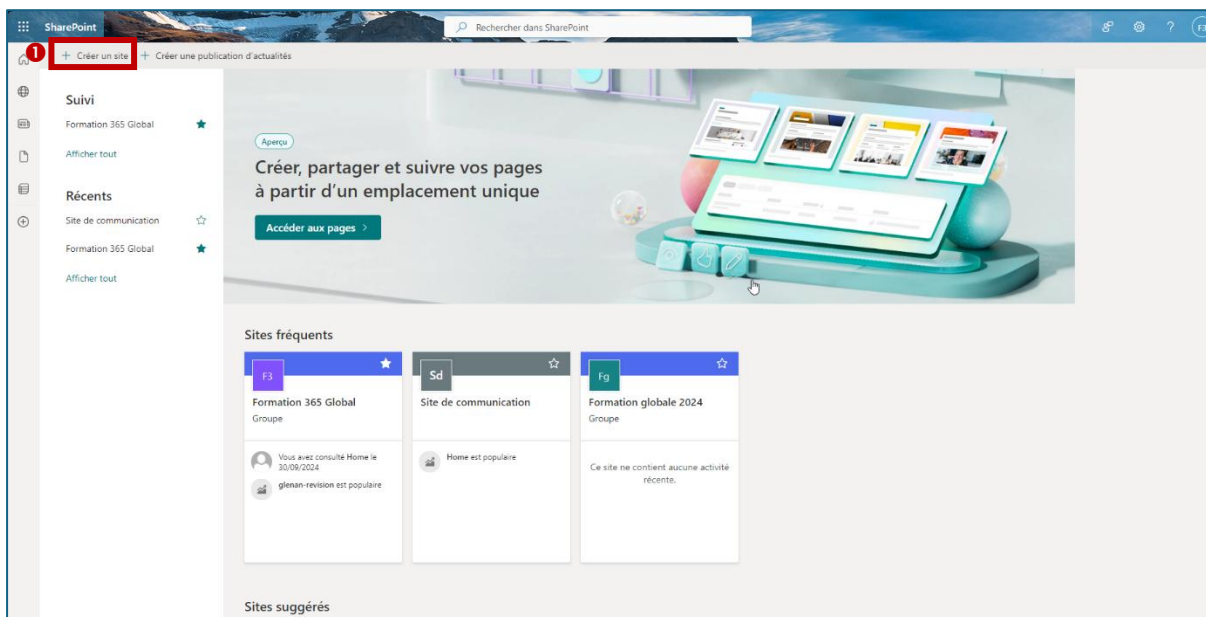 SharePoint
Rechercher dans SharePoint
?
F3
1
+ Créer un site
+ Créer une publication d'actualités
Suivi
Formation 365 Global
Afficher tout
Récents
Site de communication
Formation 365 Global
Afficher tout
Aperçu
Créer, partager et suivre vos pages
à partir d'un emplacement unique
Accéder aux pages >
Sites fréquents
F3
Formation 365 Global
Groupe
Vous avez consulté Home le
30/09/2024
glenan-revision est populaire
Sd
Site de communication
Home est populaire
Fg
Formation globale 2024
Groupe
Ce site ne contient aucune activité
récente.
Sites suggérés